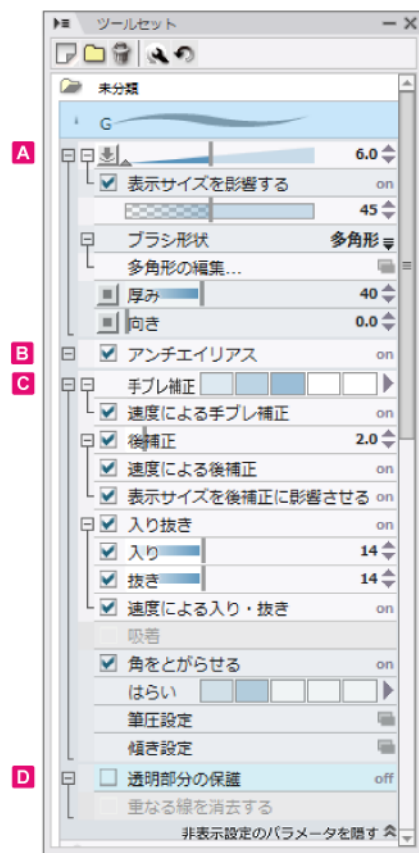 ツールセット
未分類
G
A
6.0
表示サイズを影響する on
45
ブラシ形状 多角形
多角形の編集...
厚み 40
向き 0.0
B
アンチエイリアス on
C
手ブレ補正
速度による手ブレ補正 on
後補正 2.0
速度による後補正 on
表示サイズを後補正に影響させる on
入り抜き on
入り 14
抜き 14
速度による入り・抜き on
吸着
角をとがらせる on
はらい
筆圧設定
傾き設定
D
透明部分の保護 off
重なる線を消去する
非表示設定のパラメータを隠す